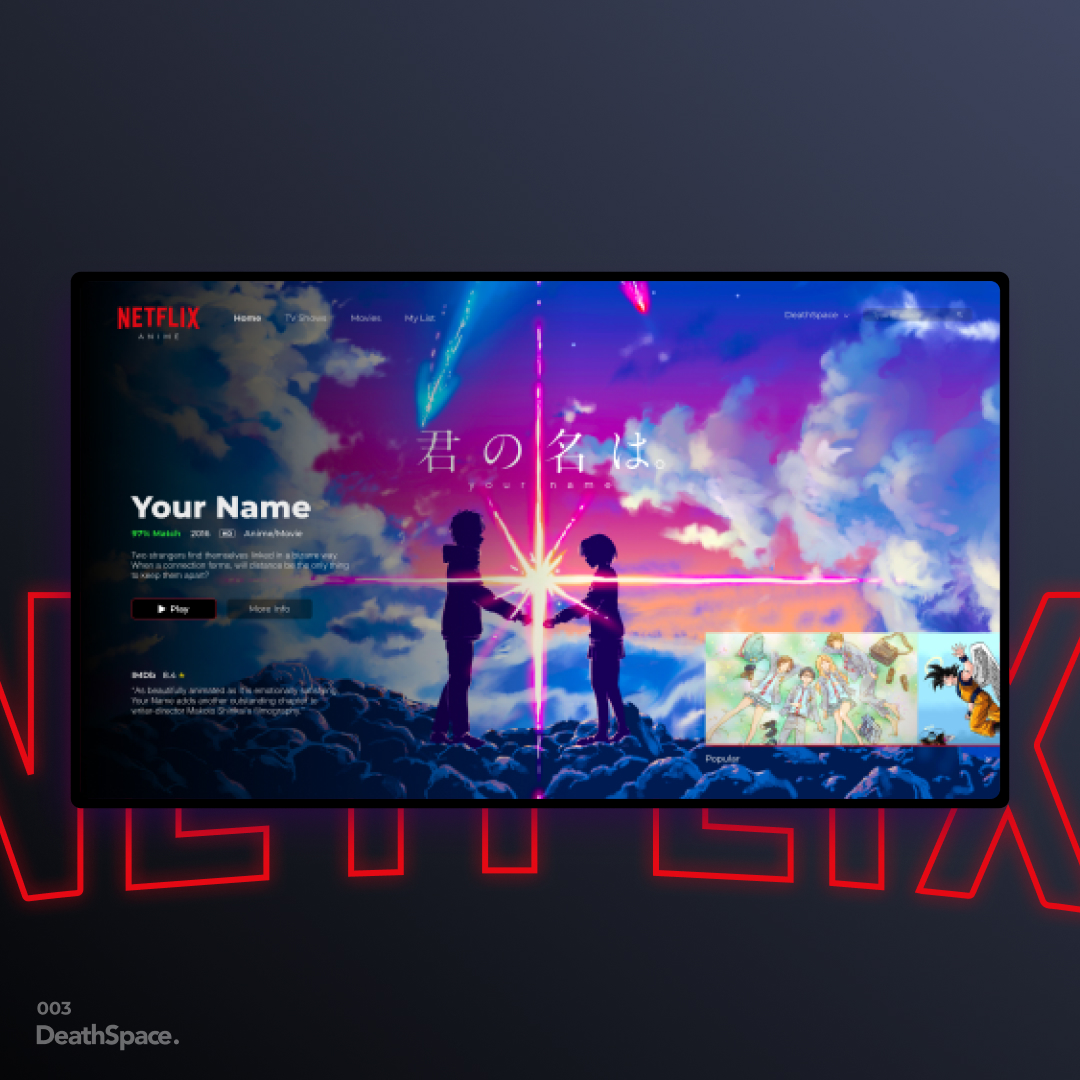 NETFLIX
ANIME
Home TV Shows Movies My List
DeathSpace
君の名は。
your name
Your Name
97% Match 2016 HD Anime/Movie
Two strangers find themselves linked in a bizarre way.
When a connection forms, will distance be the only thing
to keep them apart?
Play More Info
IMDb 8.4
"As beautifully animated as it is emotionally satisfying,
Your Name adds another outstanding chapter to
writer-director Makoto Shinkai's filmography."
Popular
NETFLIX
003
DeathSpace.